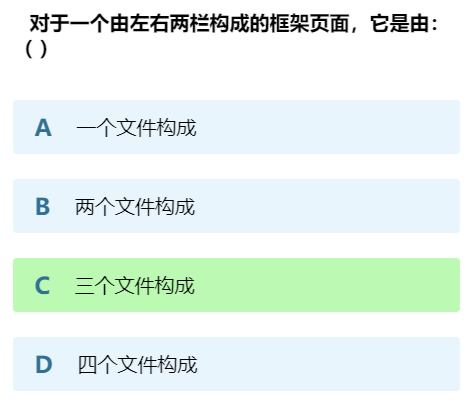 对于一个由左右两栏构成的框架页面，它是由：
（ ）
A 一个文件构成
B 两个文件构成
C 三个文件构成
D 四个文件构成